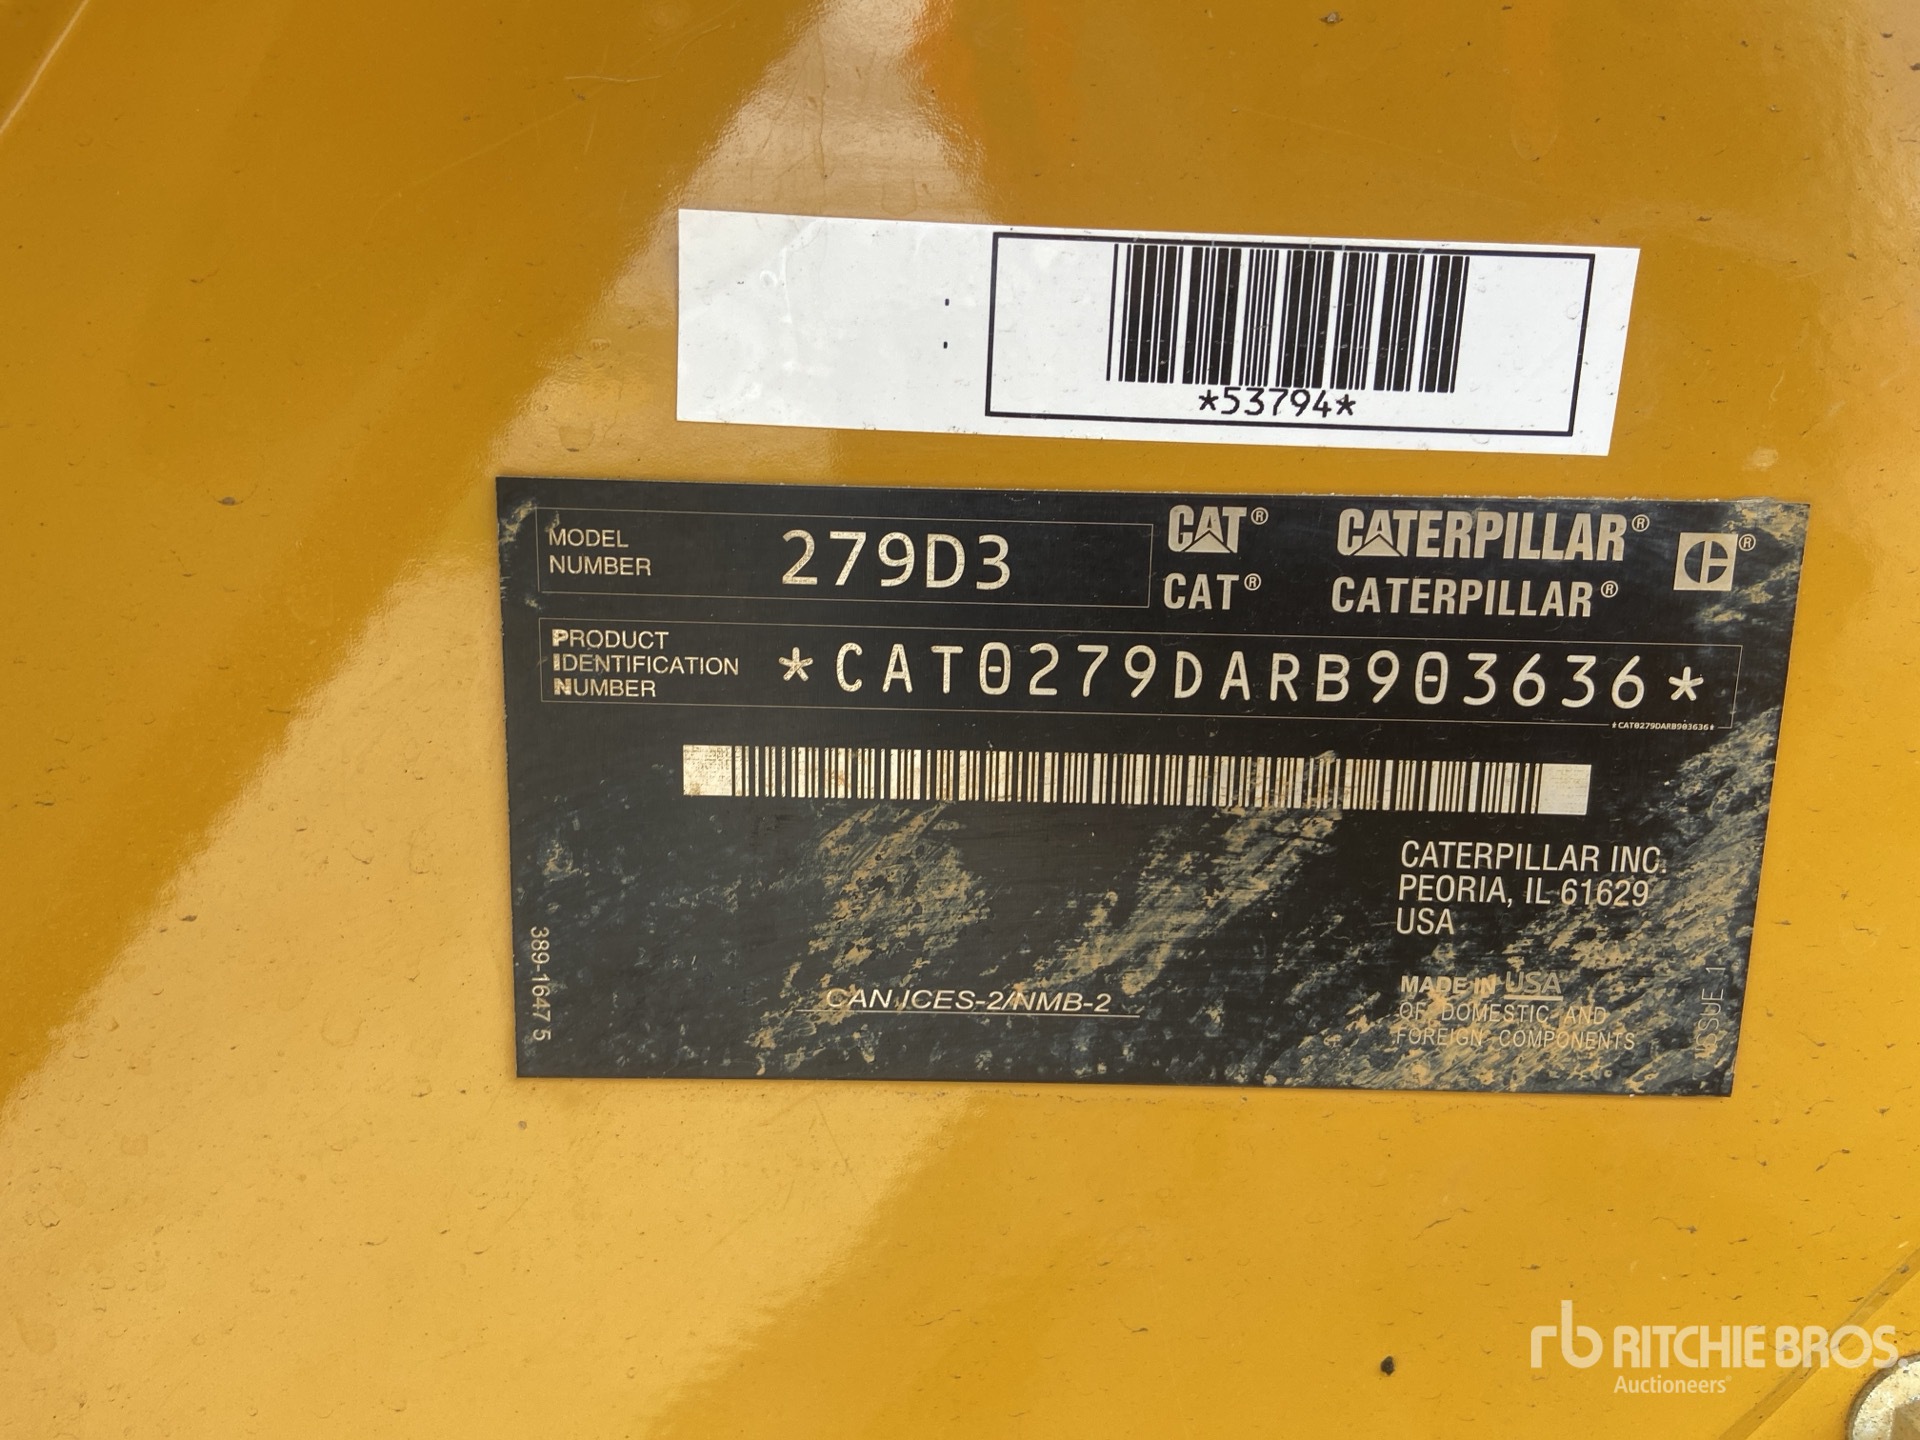 *53794*
MODEL NUMBER 279D3
CAT® CATERPILLAR® ®
CAT® CATERPILLAR®
PRODUCT IDENTIFICATION NUMBER *CAT0279DARB903636*
*CAT0279DARB903636*
CATERPILLAR INC.
PEORIA, IL 61629
USA
389-1647 5
CAN ICES-2/NMB-2
MADE IN USA
OF DOMESTIC AND
FOREIGN COMPONENTS
ISSUE 1
rb RITCHIE BROS.
Auctioneers